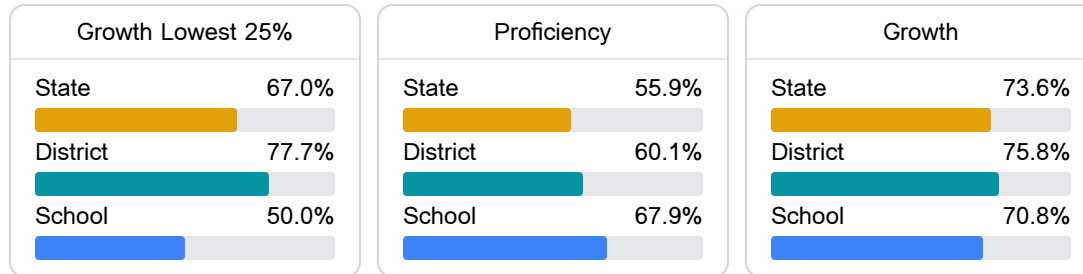 Growth Lowest 25%
State 67.0%
District 77.7%
School 50.0%
Proficiency
State 55.9%
District 60.1%
School 67.9%
Growth
State 73.6%
District 75.8%
School 70.8%